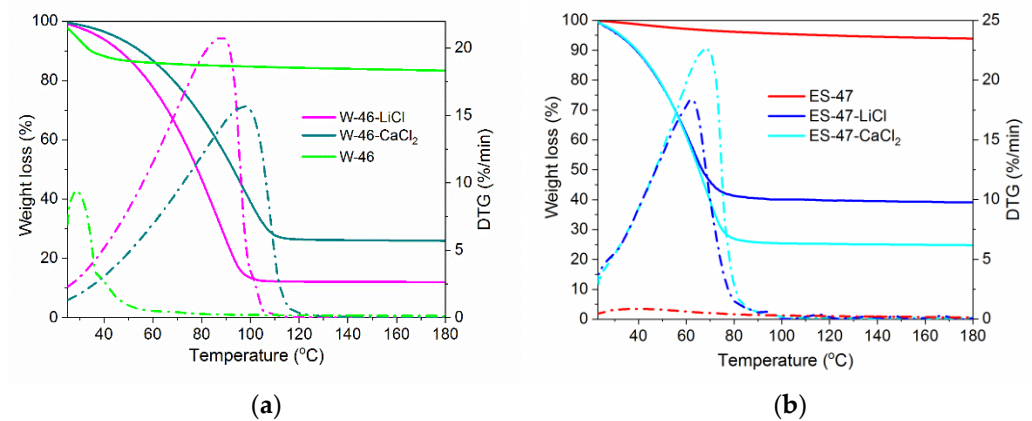 (a)
Weight loss (%)
100
80
60
40
20
0
W-46-LiCl
W-46-CaCl₂
W-46
20
15
10
5
0
DTG (%/min)
40 60 80 100 120 140 160 180
Temperature (°C)
(b)
Weight loss (%)
100
90
80
70
60
50
40
30
20
10
0
ES-47
ES-47-LiCl
ES-47-CaCl₂
25
20
15
10
5
0
DTG (%/min)
40 60 80 100 120 140 160 180
Temperature (°C)
(a)
(b)